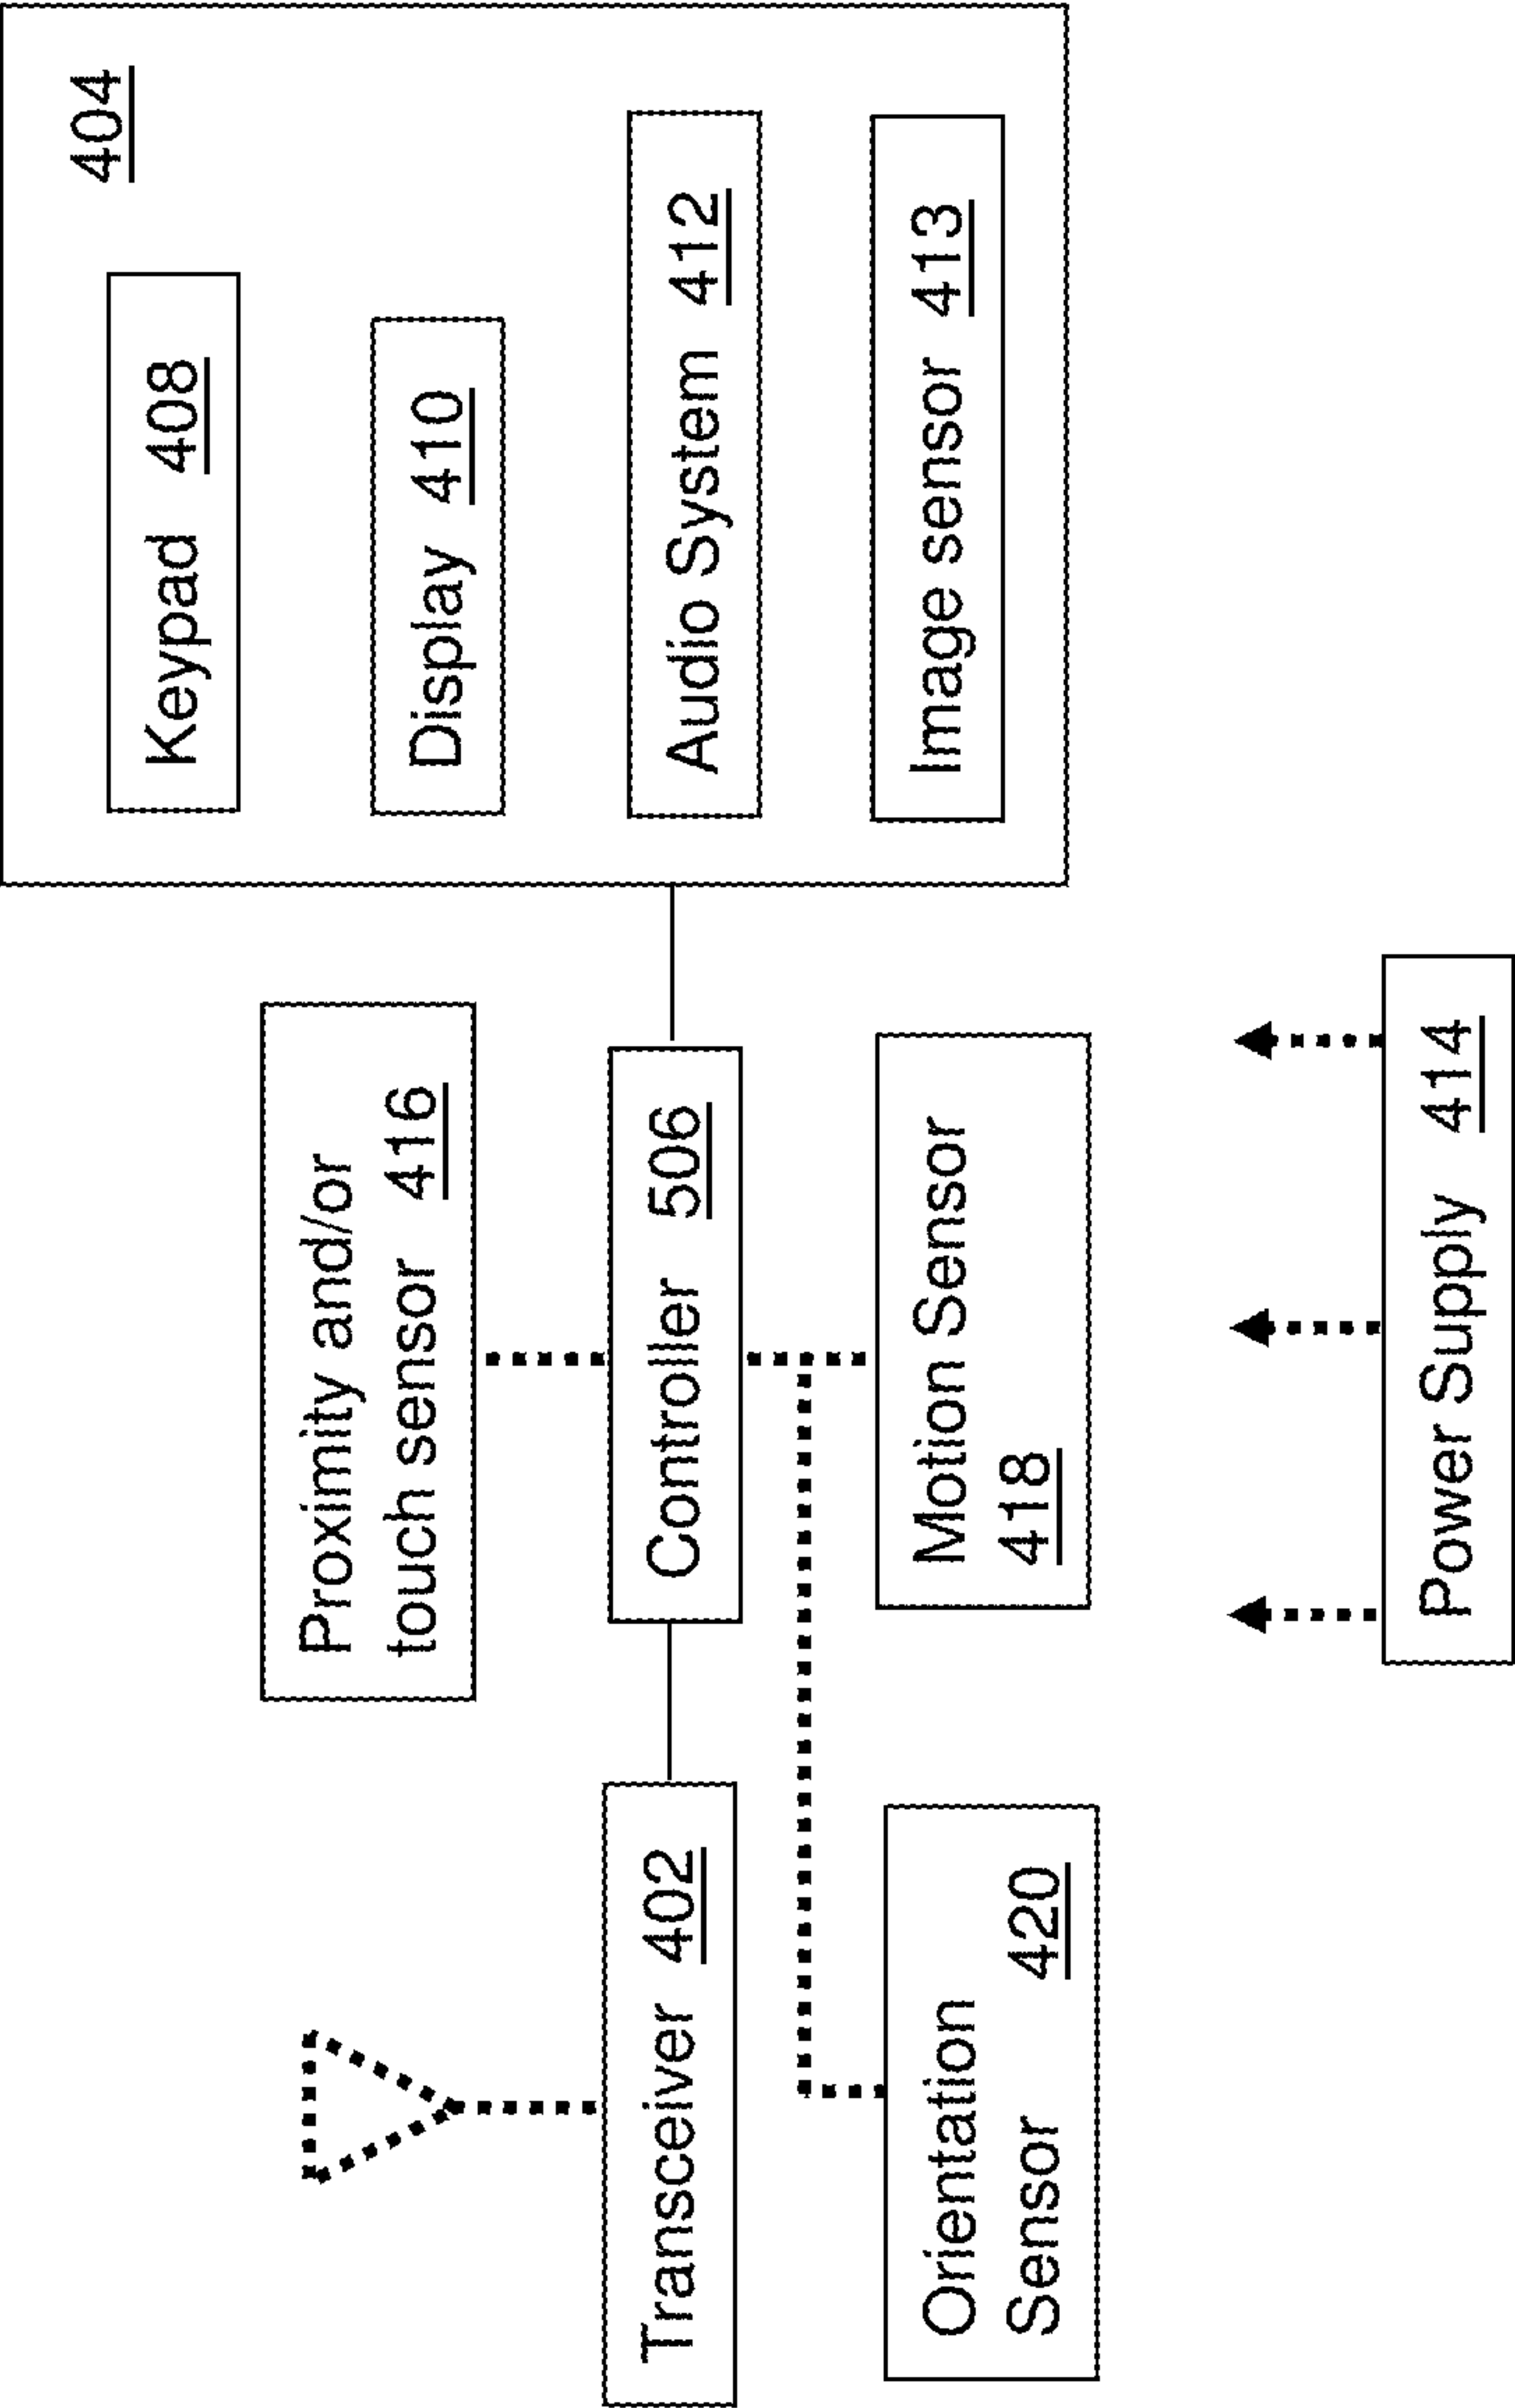 404
Keypad 408
Proximity and/or
touch sensor 416
Display 410
Transceiver 402
Controller 506
Audio System 412
Orientation
Sensor 420
Motion Sensor
418
Image sensor 413
Power Supply 414